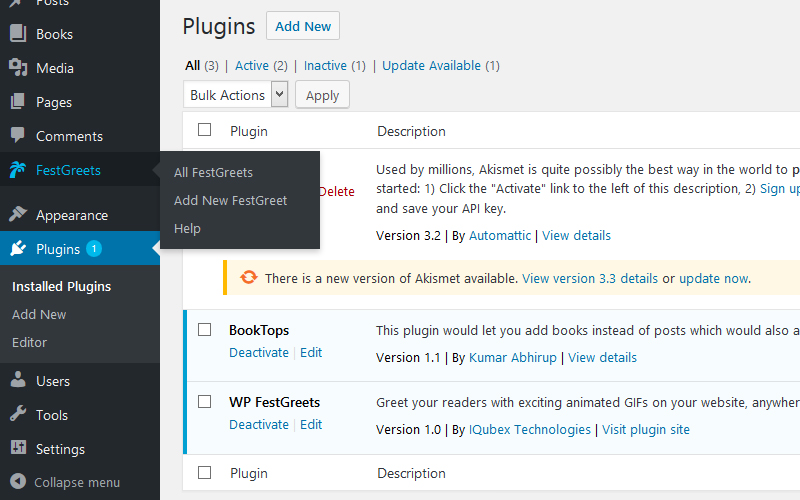 Posts
Books
Media
Pages
Comments
FestGreets
Appearance
Plugins 1
Installed Plugins
Add New
Editor
Users
Tools
Settings
Collapse menu
All FestGreets
Add New FestGreet
Help
Plugins Add New
All (3) | Active (2) | Inactive (1) | Update Available (1)
Bulk Actions Apply
Plugin Description
Delete
Used by millions, Akismet is quite possibly the best way in the world to
started: 1) Click the "Activate" link to the left of this description, 2) Sign up
and save your API key.
Version 3.2 | By Automattic | View details
There is a new version of Akismet available. View version 3.3 details or update now.
BookTops
Deactivate | Edit
This plugin would let you add books instead of posts which would also
Version 1.1 | By Kumar Abhirup | View details
WP FestGreets
Deactivate | Edit
Greet your readers with exciting animated GIFs on your website,
Version 1.0 | By IQubex Technologies | Visit plugin site
Plugin Description